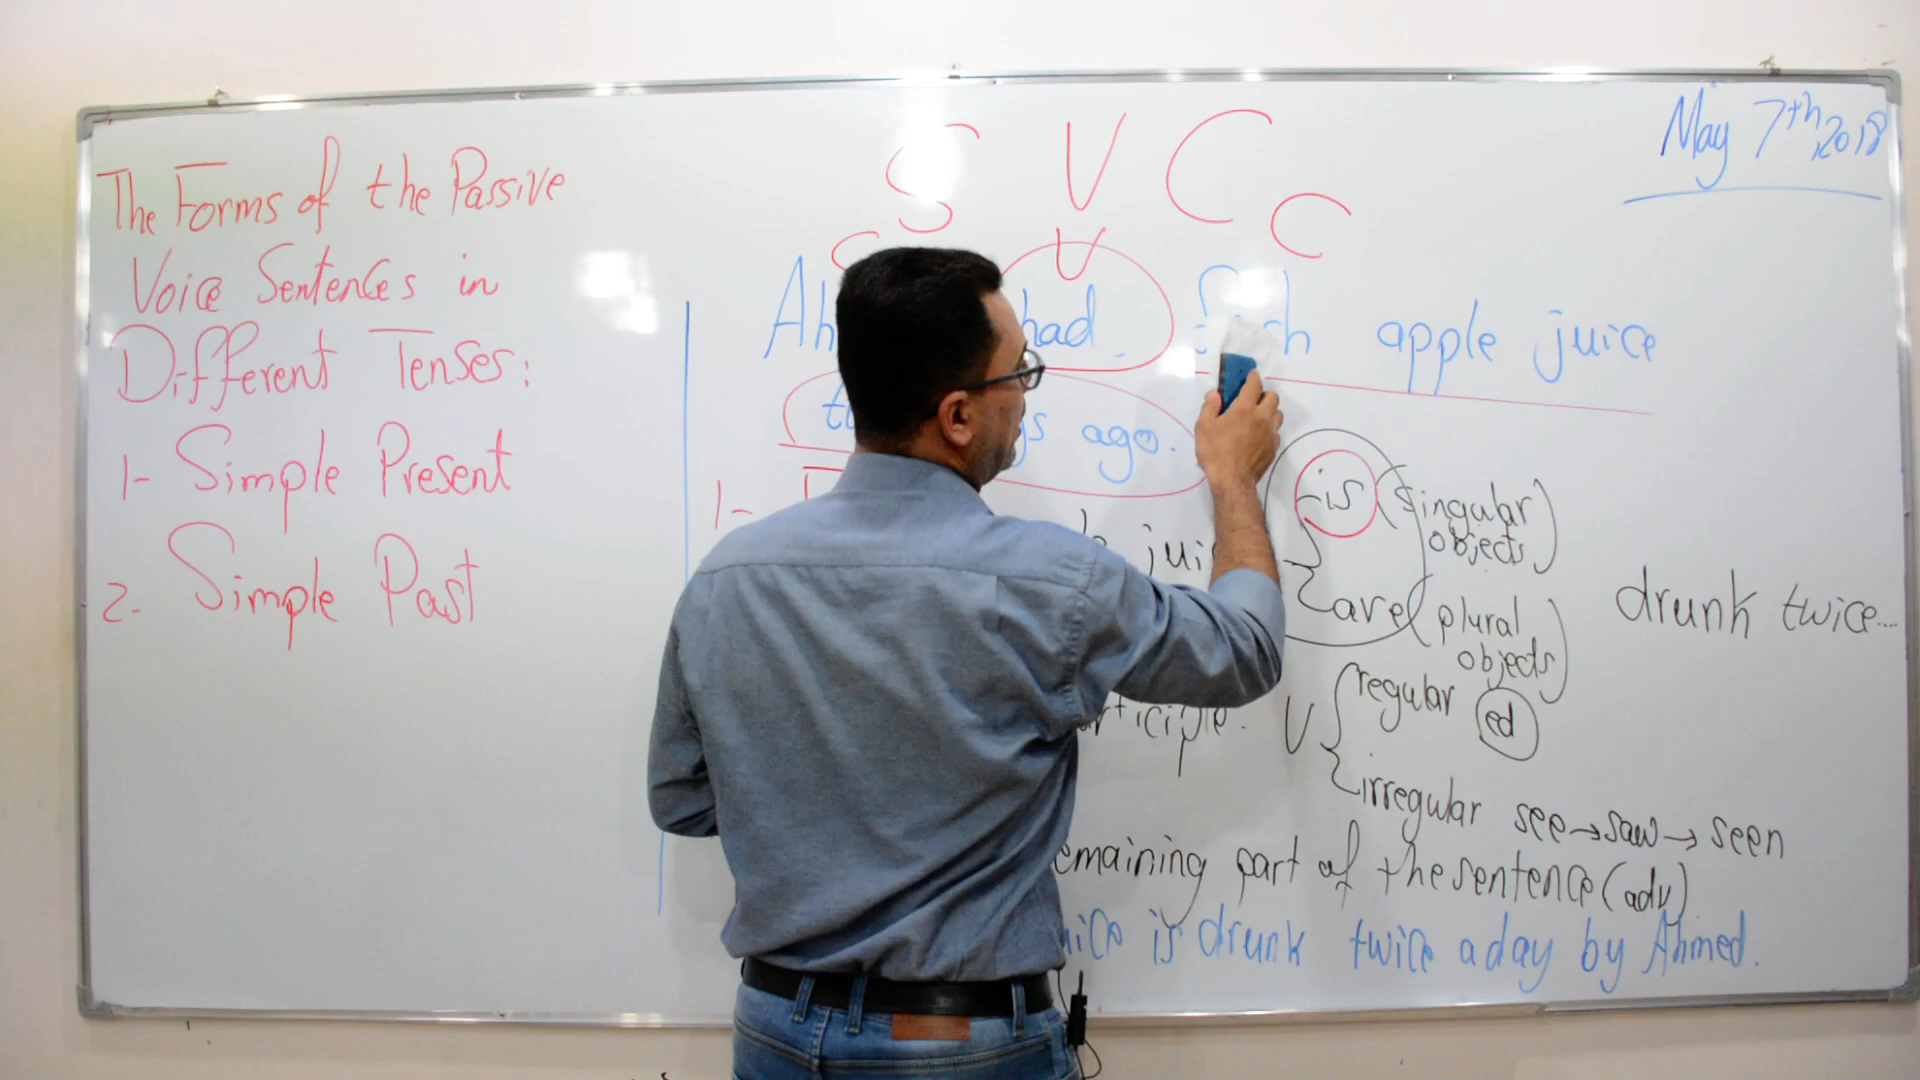 The Forms of the Passive
Voice Sentences in
Different Tenses:
1- Simple Present
2- Simple Past
May 7th, 2018
S V C
V C
had apple juice
ago.
1-
is (singular
objects)
are (plural
objects)
drunk twice....
V regular ed
irregular see → saw → seen
part of the sentence (adv)
is drunk twice a day by Ahmed.